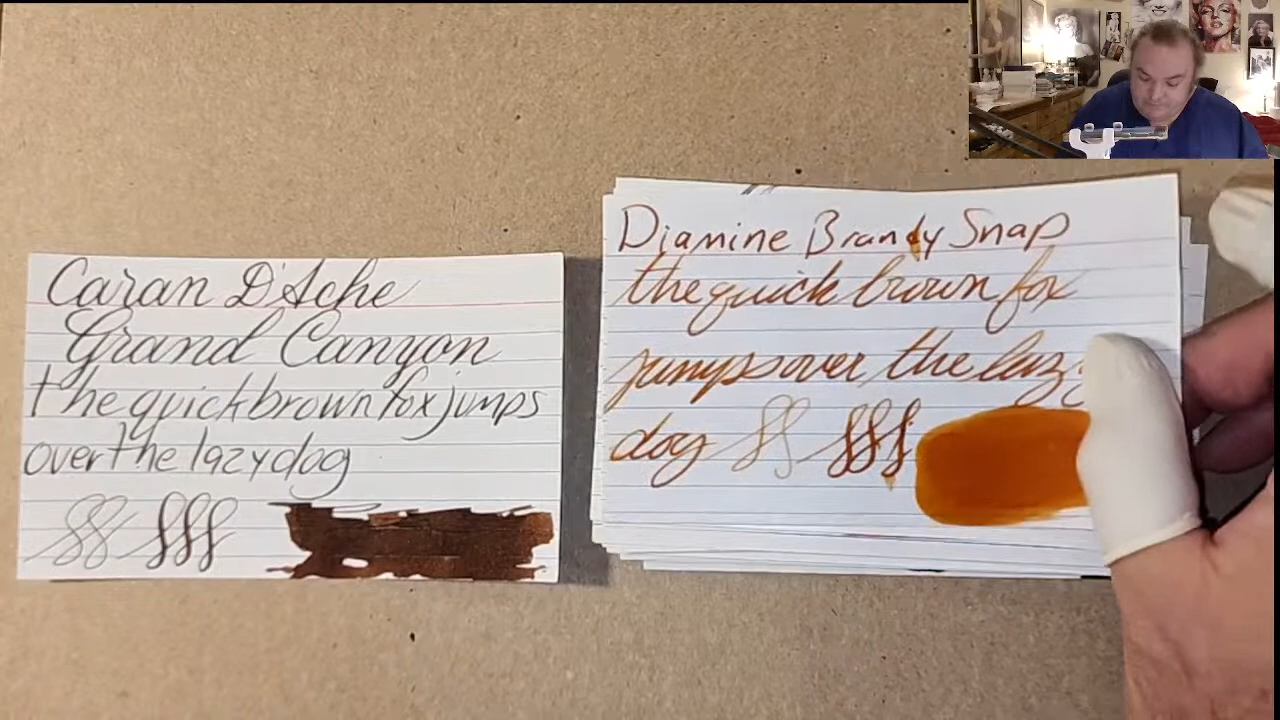 Caran D'Ache
Grand Canyon
the quick brown fox jumps
over the lazy dog
Diamine Brandy Snap
the quick brown fox
jumps over the lazy
dog